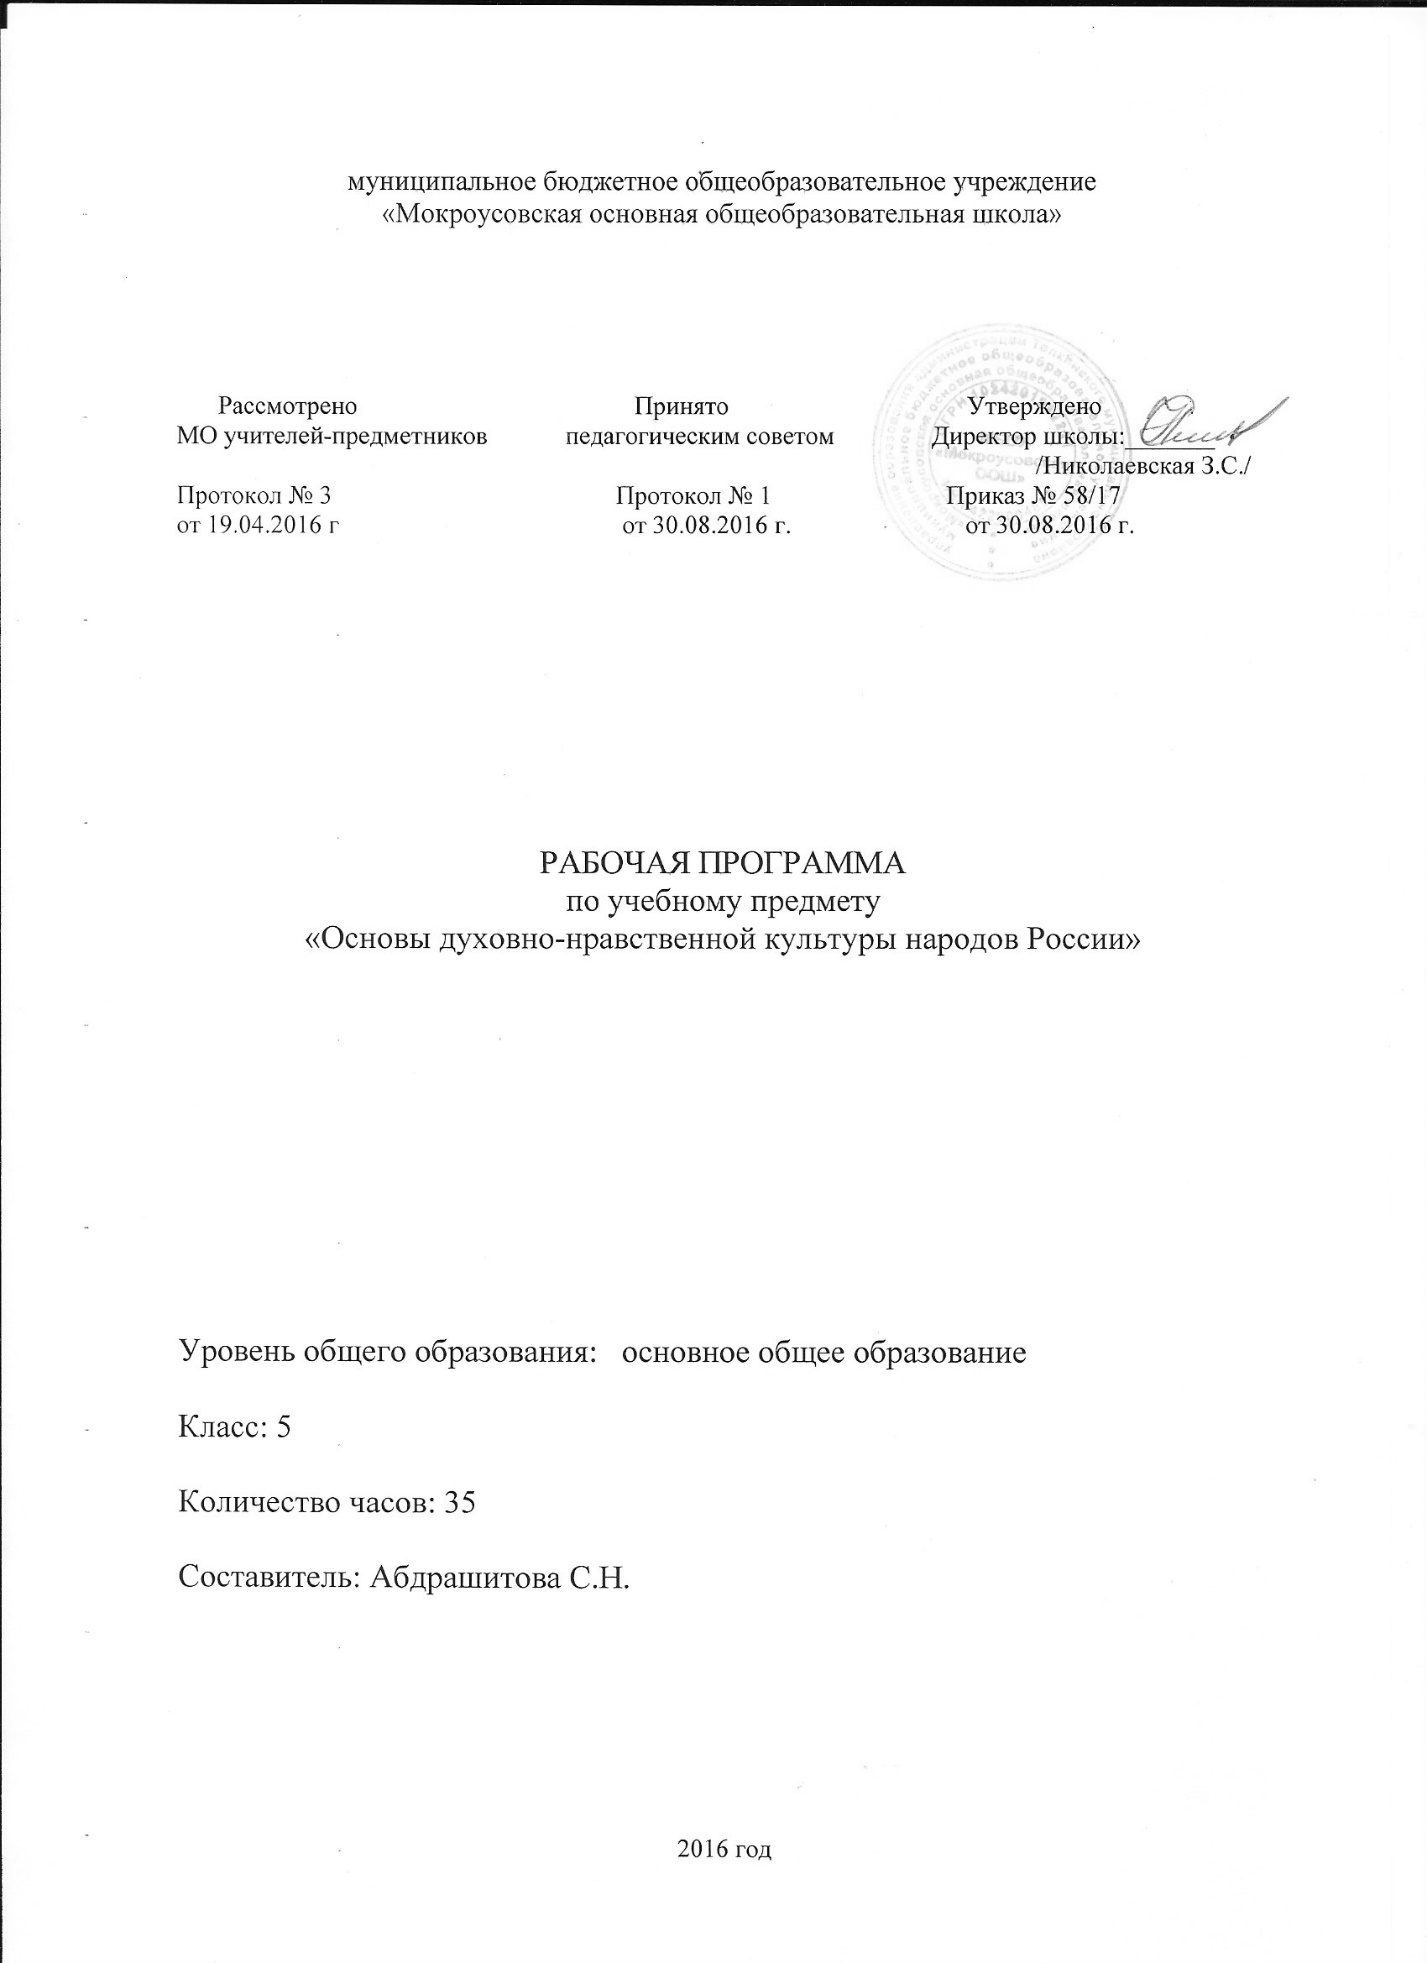 муниципальное бюджетное общеобразовательное учреждение
«Мокроусовская основная общеобразовательная школа»
Рассмотрено Принято Утверждено
МО учителей-предметников педагогическим советом Директор школы:_______
/Николаевская З.С./
Протокол № 3 Протокол № 1 Приказ № 58/17
от 19.04.2016 г от 30.08.2016 г. от 30.08.2016 г.
«Мокроусовская
ООШ»
РАБОЧАЯ ПРОГРАММА
по учебному предмету
«Основы духовно-нравственной культуры народов России»
Уровень общего образования: основное общее образование
Класс: 5
Количество часов: 35
Составитель: Абдрашитова С.Н.
2016 год